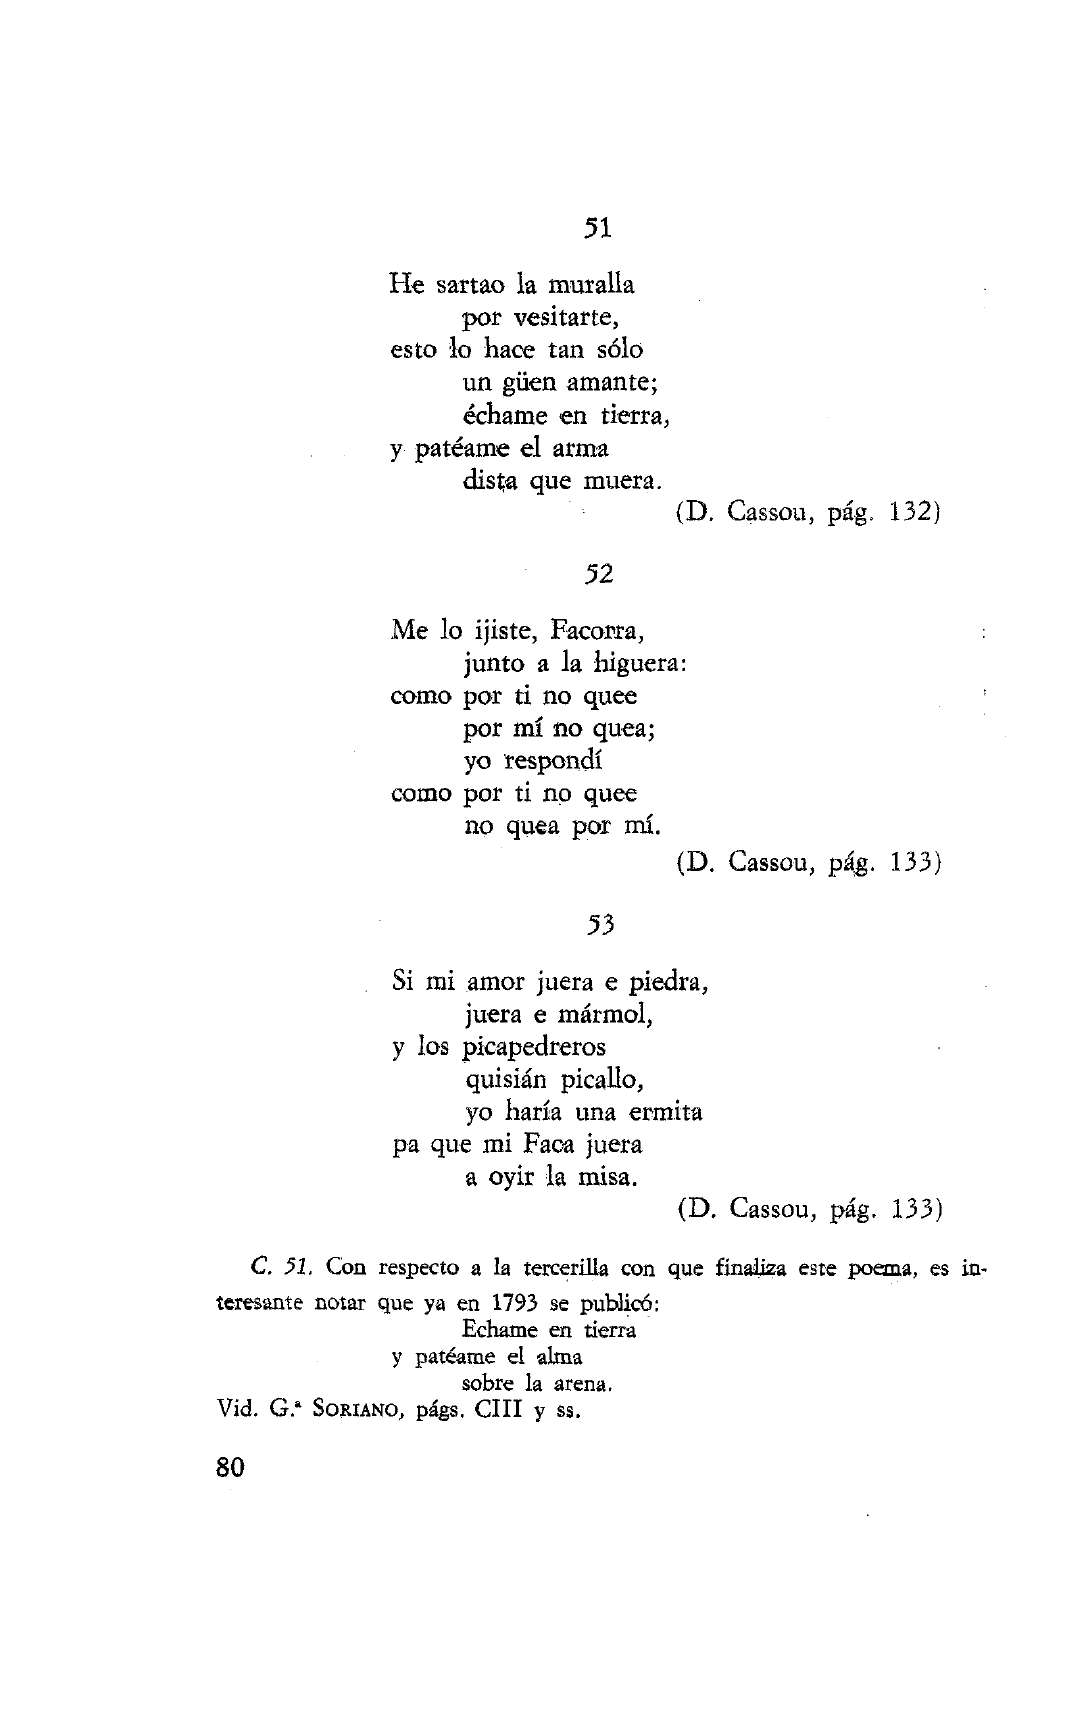 51
He sartao la muralla
por vesitarte,
esto lo hace tan sólo
un güen amante;
échame en tierra,
y patéame el arma
dista que muera.
(D. Cassou, pág. 132)
52
Me lo ijiste, Facorra,
junto a la higuera:
como por ti no quee
por mí no quea;
yo respondí
como por ti no quee
no quea por mí.
(D. Cassou, pág. 133)
53
Si mi amor juera e piedra,
juera e mármol,
y los picapedreros
quisián picallo,
yo haría una ermita
pa que mi Faca juera
a oyir la misa.
(D. Cassou, pág. 133)
C. 51. Con respecto a la tercerilla con que finaliza este poema, es in-
teresante notar que ya en 1793 se publicó:
Echame en tierra
y patéame el alma
sobre la arena.
Vid. G.ª SORIANO, págs. CIII y ss.
80